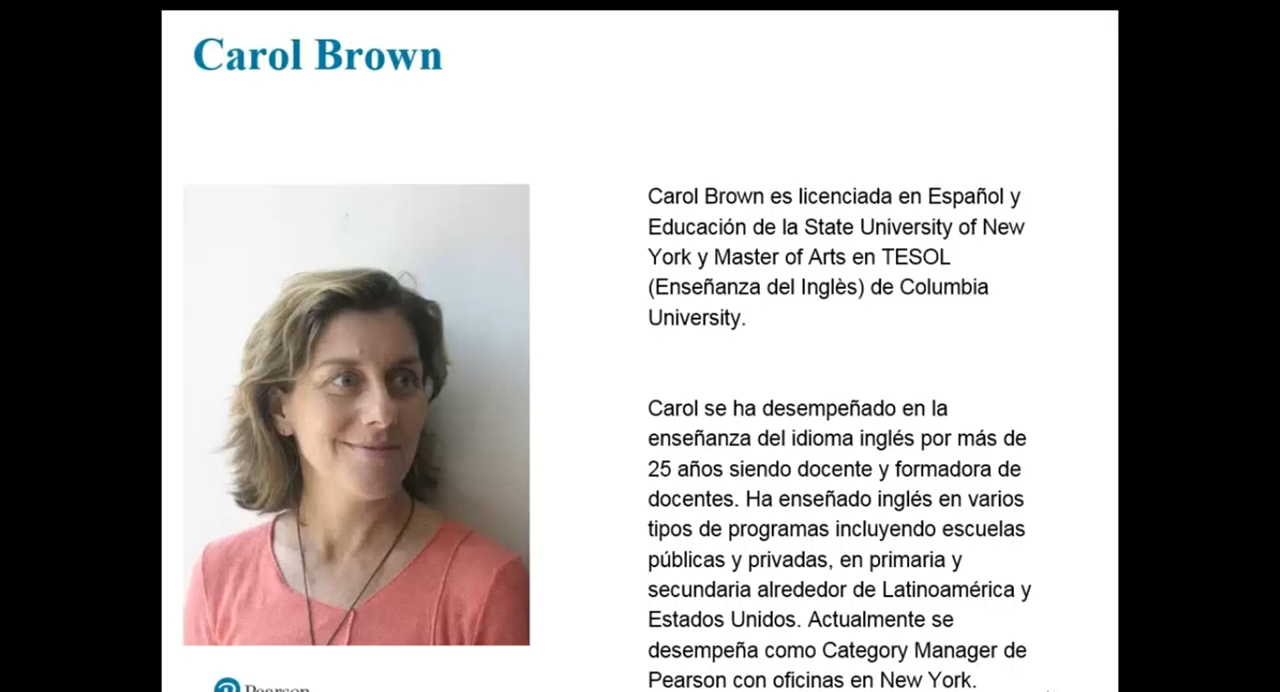 Carol Brown
Carol Brown es licenciada en Español y
Educación de la State University of New
York y Master of Arts en TESOL
(Enseñanza del Inglès) de Columbia
University.
Carol se ha desempeñado en la
enseñanza del idioma inglés por más de
25 años siendo docente y formadora de
docentes. Ha enseñado inglés en varios
tipos de programas incluyendo escuelas
públicas y privadas, en primaria y
secundaria alrededor de Latinoamérica y
Estados Unidos. Actualmente se
desempeña como Category Manager de
Pearson con oficinas en New York.
Pearson